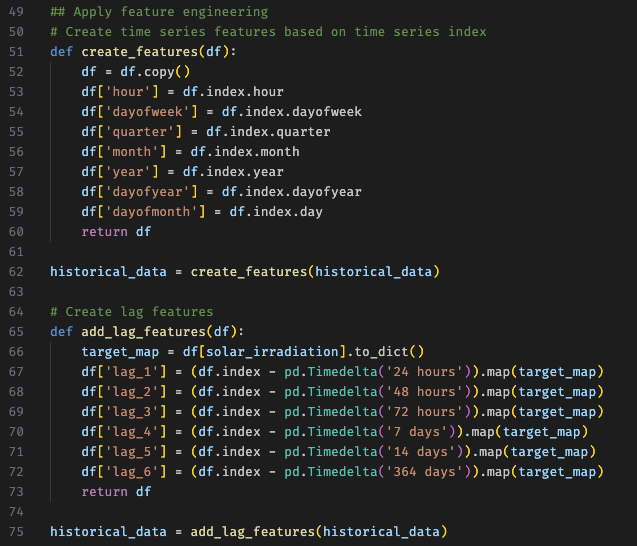 49 ## Apply feature engineering
50 # Create time series features based on time series index
51 def create_features(df):
52     df = df.copy()
53     df['hour'] = df.index.hour
54     df['dayofweek'] = df.index.dayofweek
55     df['quarter'] = df.index.quarter
56     df['month'] = df.index.month
57     df['year'] = df.index.year
58     df['dayofyear'] = df.index.dayofyear
59     df['dayofmonth'] = df.index.day
60     return df
61
62 historical_data = create_features(historical_data)
63
64 # Create lag features
65 def add_lag_features(df):
66     target_map = df[solar_irradiation].to_dict()
67     df['lag_1'] = (df.index - pd.Timedelta('24 hours')).map(target_map)
68     df['lag_2'] = (df.index - pd.Timedelta('48 hours')).map(target_map)
69     df['lag_3'] = (df.index - pd.Timedelta('72 hours')).map(target_map)
70     df['lag_4'] = (df.index - pd.Timedelta('7 days')).map(target_map)
71     df['lag_5'] = (df.index - pd.Timedelta('14 days')).map(target_map)
72     df['lag_6'] = (df.index - pd.Timedelta('364 days')).map(target_map)
73     return df
74
75 historical_data = add_lag_features(historical_data)